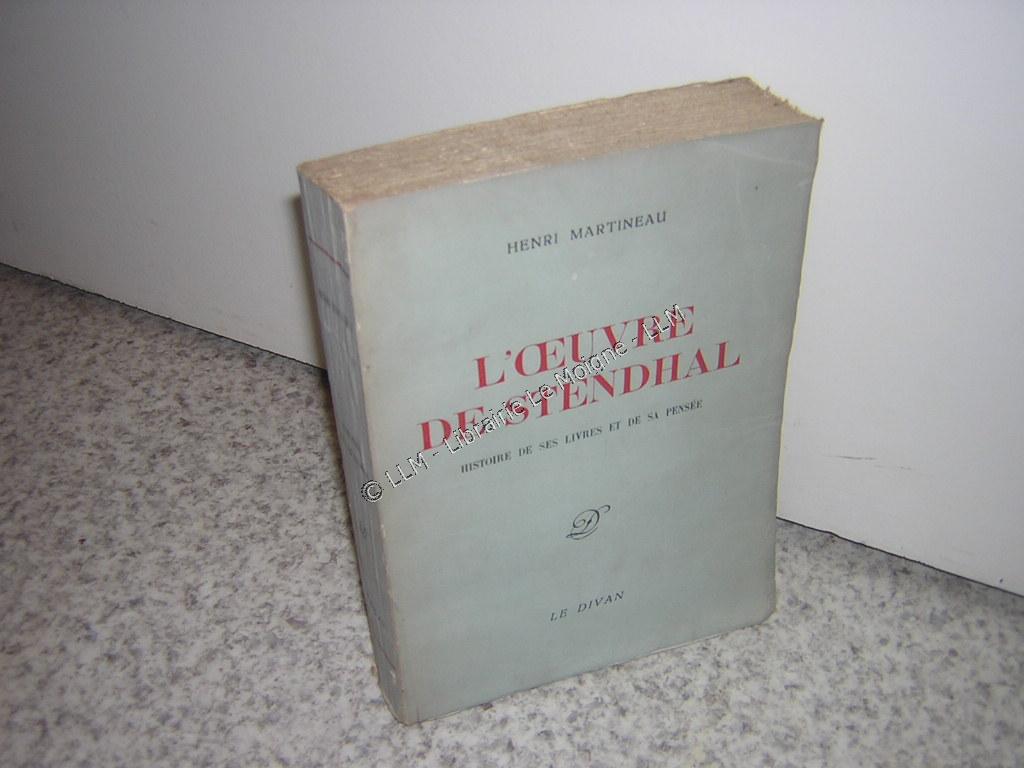 HENRI MARTINEAU
L'ŒUVRE
DE STENDHAL
HISTOIRE DE SES LIVRES ET DE SA PENSÉE
D
LE DIVAN
© LLM - Librairie Le Moigne - LLM